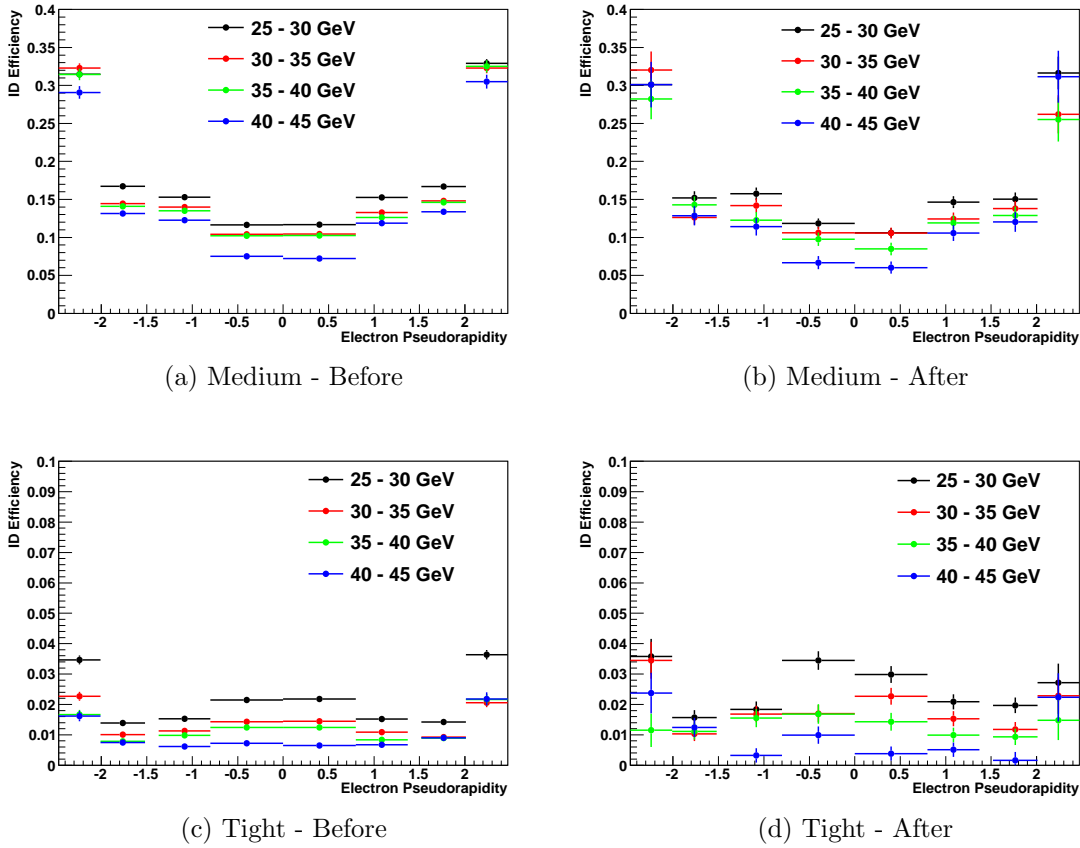 ID Efficiency
0.4
0.35
0.3
0.25
0.2
0.15
0.1
0.05
0
25 - 30 GeV
30 - 35 GeV
35 - 40 GeV
40 - 45 GeV
-2 -1.5 -1 -0.5 0 0.5 1 1.5 2
Electron Pseudorapidity
(a) Medium - Before
ID Efficiency
0.4
0.35
0.3
0.25
0.2
0.15
0.1
0.05
0
25 - 30 GeV
30 - 35 GeV
35 - 40 GeV
40 - 45 GeV
-2 -1.5 -1 -0.5 0 0.5 1 1.5 2
Electron Pseudorapidity
(b) Medium - After
ID Efficiency
0.1
0.09
0.08
0.07
0.06
0.05
0.04
0.03
0.02
0.01
0
25 - 30 GeV
30 - 35 GeV
35 - 40 GeV
40 - 45 GeV
-2 -1.5 -1 -0.5 0 0.5 1 1.5 2
Electron Pseudorapidity
(c) Tight - Before
ID Efficiency
0.1
0.09
0.08
0.07
0.06
0.05
0.04
0.03
0.02
0.01
0
25 - 30 GeV
30 - 35 GeV
35 - 40 GeV
40 - 45 GeV
-2 -1.5 -1 -0.5 0 0.5 1 1.5 2
Electron Pseudorapidity
(d) Tight - After